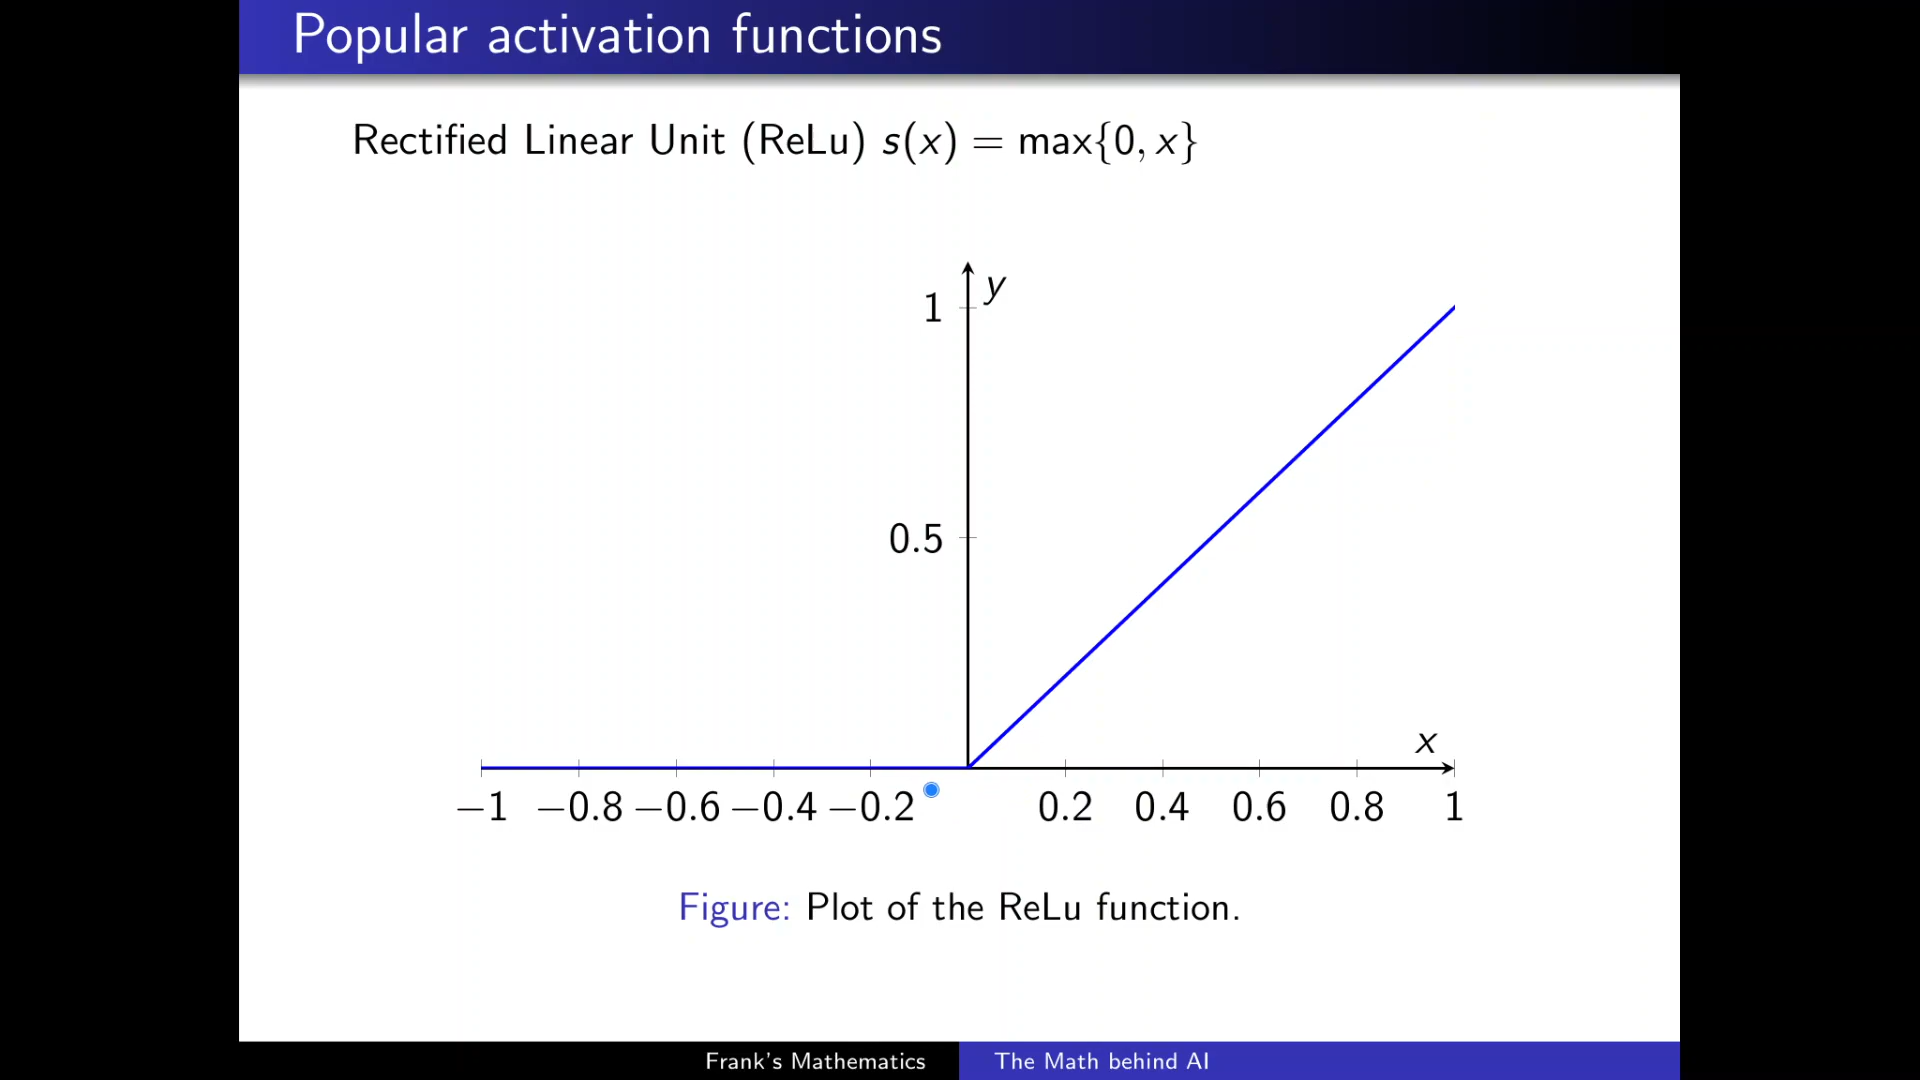 Popular activation functions
Rectified Linear Unit (ReLu) s(x) = max{0, x}
y
1
0.5
x
−1 −0.8 −0.6 −0.4 −0.2 0.2 0.4 0.6 0.8 1
Figure: Plot of the ReLu function.
Frank's Mathematics The Math behind AI